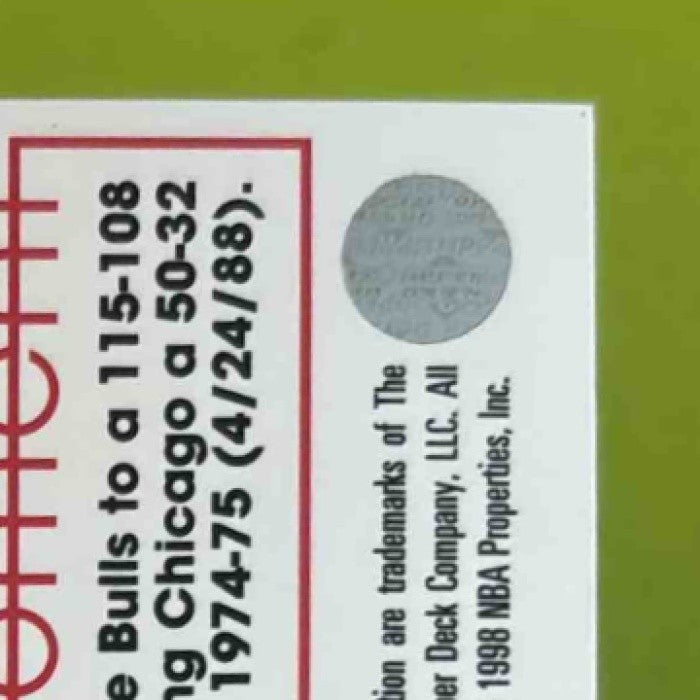 e Bulls to a 115-108
ng Chicago a 50-32
1974-75 (4/24/88).
tion are trademarks of The
er Deck Company, LLC. All
1998 NBA Properties, Inc.